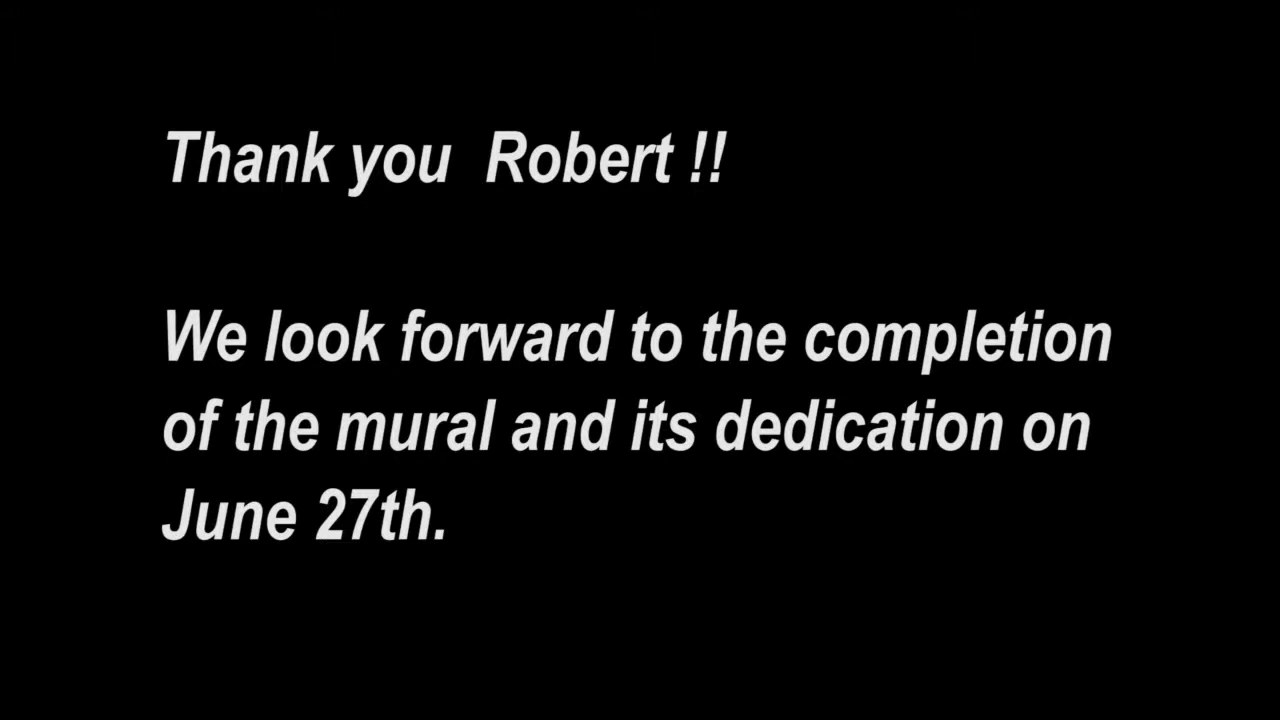 Thank you  Robert !!
We look forward to the completion
of the mural and its dedication on
June 27th.